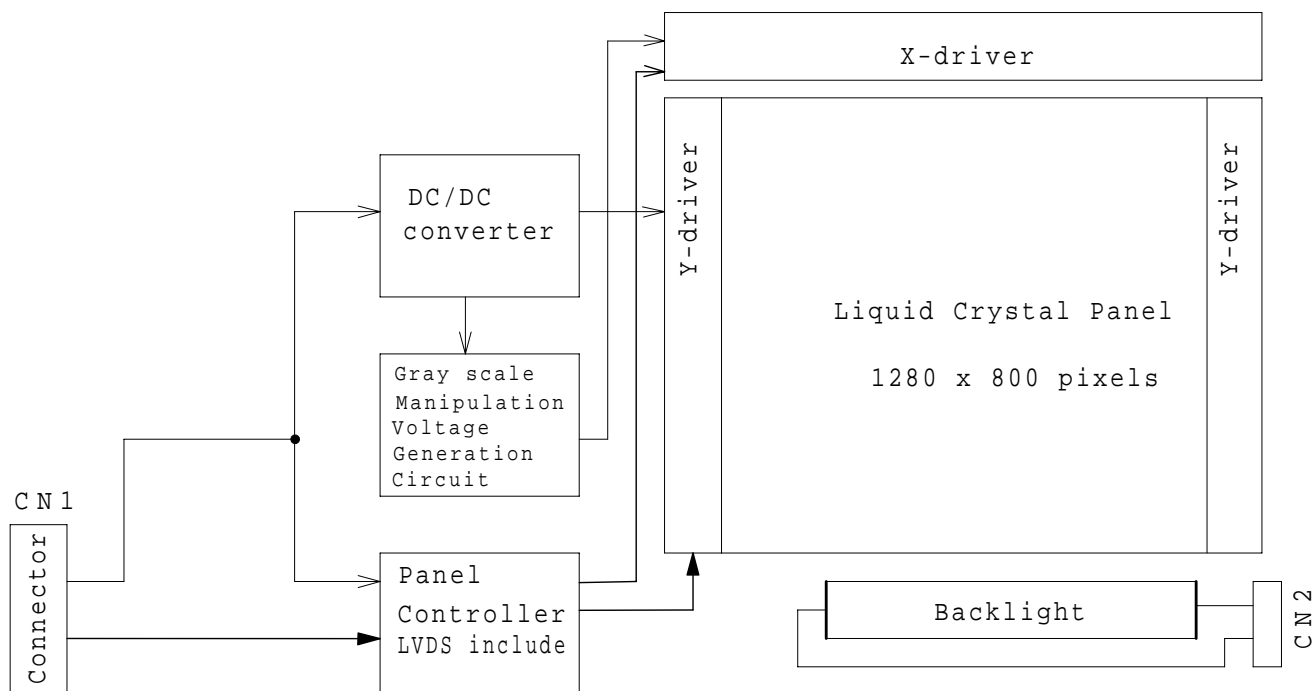 X-driver
DC/DC
converter
Y-driver
Y-driver
Liquid Crystal Panel
1280 x 800 pixels
Gray scale
Manipulation
Voltage
Generation
Circuit
CN1
Connector
Panel
Controller
LVDS include
Backlight
CN2